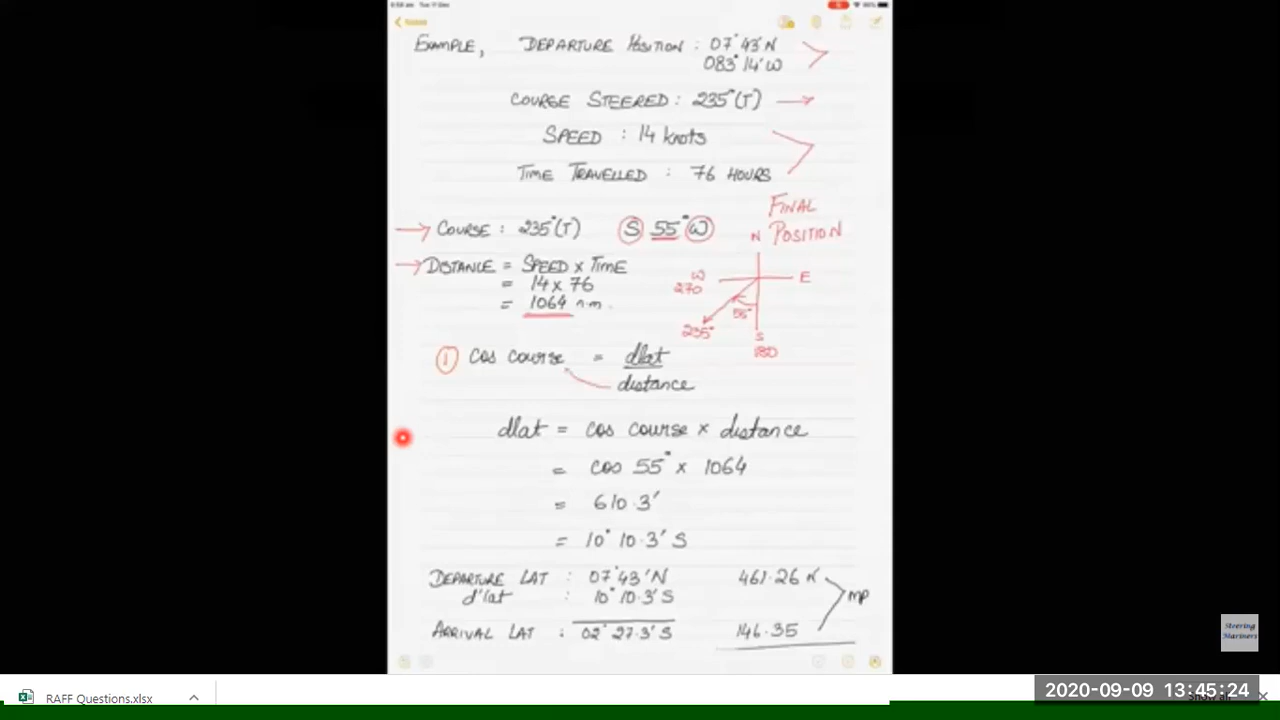 Notes
EXAMPLE, DEPARTURE POSITION : 07° 43' N
083° 14' W
COURSE STEERED : 235° (T)
SPEED : 14 knots
TIME TRAVELLED : 76 HOURS
FINAL
POSITION
COURSE : 235° (T) S 55° W
DISTANCE = SPEED x TIME
= 14 x 76
= 1064 n.m.
N
W
270
E
55°
235°
S
180
1 Cos course = dlat
distance
dlat = cos course x distance
= cos 55° x 1064
= 610.3'
= 10° 10.3' S
DEPARTURE LAT : 07° 43' N 461.26 N
d'lat : 10° 10.3' S
mp
ARRIVAL LAT : 02° 27.3' S 146.35
Steering
Mariners
RAFF Questions.xlsx
2020-09-09 13:45:24